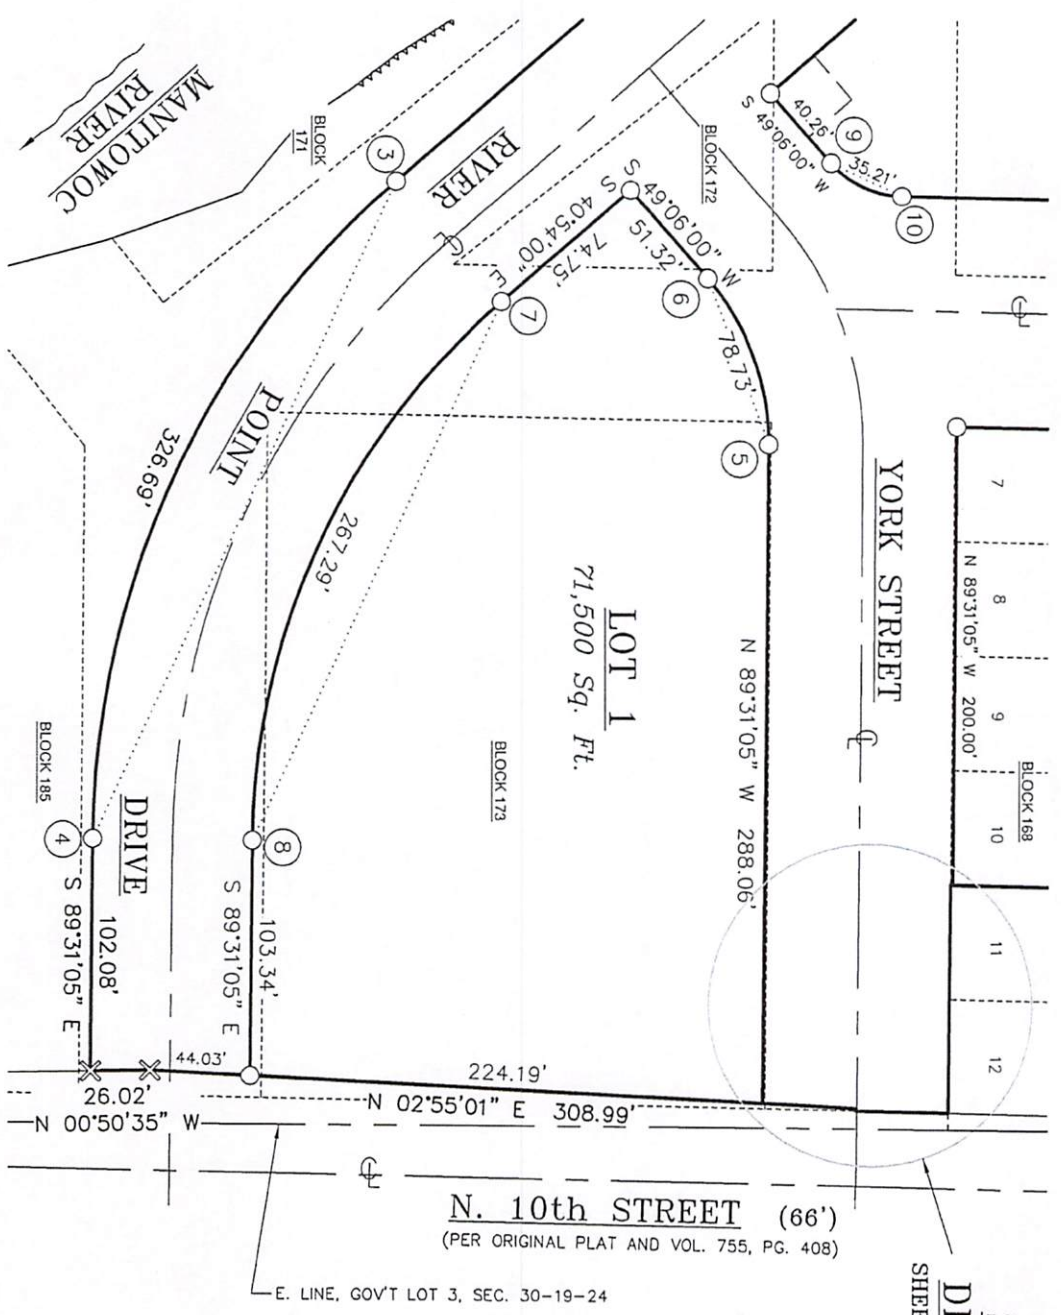 MANITOWOC
RIVER
BLOCK
171
3
RIVER
BLOCK 172
S 49°06'00" W
40.26'
9
35.21'
10
S 49°06'00" W
51.32'
6
S 40°54'00" E
74.75'
7
78.73'
5
POINT
326.69'
267.29'
YORK STREET
7
8
9
10
11
12
N 89°31'05" W 200.00'
BLOCK 168
LOT 1
71,500 Sq. Ft.
N 89°31'05" W 288.06'
BLOCK 173
BLOCK 185
DRIVE
4
8
S 89°31'05" E
102.08'
S 89°31'05" E
103.34'
44.03'
26.02'
224.19'
N 02°55'01" E 308.99'
N 00°50'35" W
N. 10th STREET (66')
(PER ORIGINAL PLAT AND VOL. 755, PG. 408)
E. LINE, GOV'T LOT 3, SEC. 30-19-24